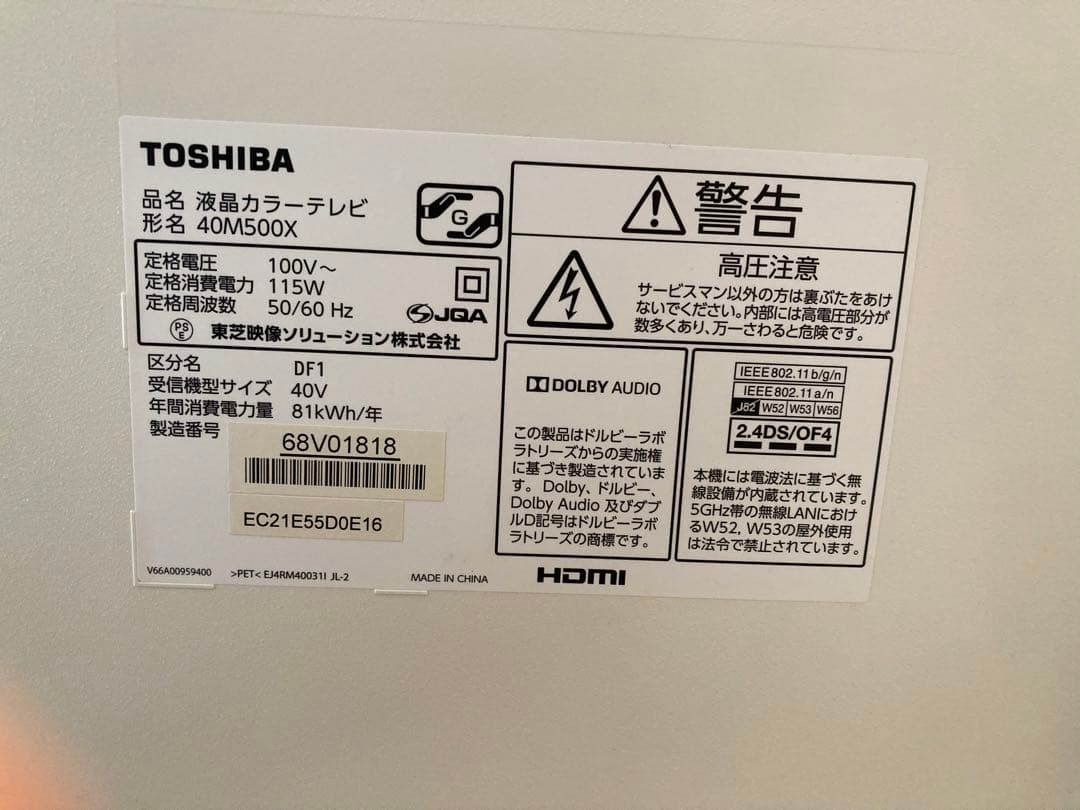 TOSHIBA
品名 液晶カラーテレビ
形名 40M500X
G
定格電圧 100V～
定格消費電力 115W
定格周波数 50/60 Hz
JQA
PS E 東芝映像ソリューション株式会社
区分名 DF1
受信機型サイズ 40V
年間消費電力量 81kWh/年
製造番号
68V01818
EC21E55D0E16
V66A00959400 >PET< EJ4RM40031I JL-2 MADE IN CHINA
警告
高圧注意
サービスマン以外の方は裏ぶたをあけ
ないでください。内部には高電圧部分が
数多くあり、万一さわると危険です。
DOLBY AUDIO
この製品はドルビーラボ
ラトリーズからの実施権
に基づき製造されていま
す。Dolby、ドルビー、
Dolby Audio 及びダブ
ルD記号はドルビーラボ
ラトリーズの商標です。
IEEE802.11b/g/n
IEEE802.11a/n
J52 W52 W53 W56
2.4DS/OF4
本機には電波法に基づく無
線設備が内蔵されています。
5GHz帯の無線LANにおけ
るW52、W53の屋外使用
は法令で禁止されています。
HDMI